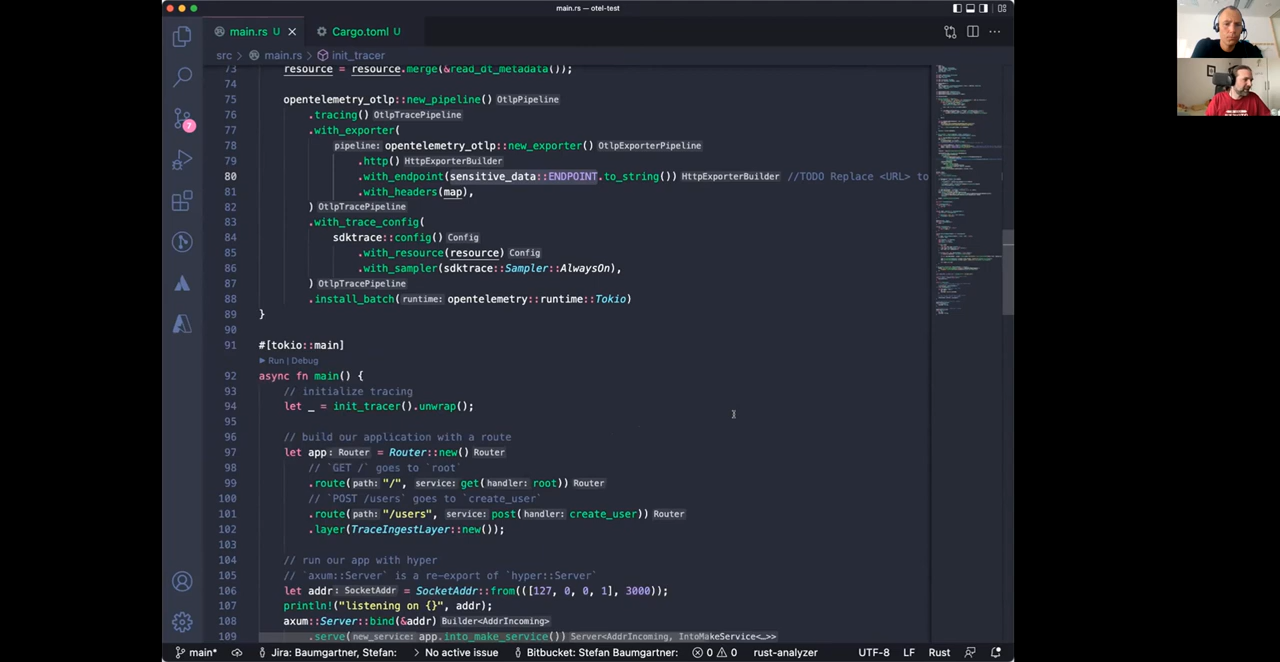 main.rs — otel-test
main.rs U
Cargo.toml U
src > main.rs > init_tracer
73 resource = resource.merge(&read_dt_metadata());
74
75 opentelemetry_otlp::new_pipeline() OtlpPipeline
76 .tracing() OtlpTracePipeline
77 .with_exporter(
78 pipeline: opentelemetry_otlp::new_exporter() OtlpExporterPipeline
79 .http() HttpExporterBuilder
80 .with_endpoint(sensitive_data::ENDPOINT.to_string()) HttpExporterBuilder //TODO Replace <URL> to
81 .with_headers(map),
82 ) OtlpTracePipeline
83 .with_trace_config(
84 sdktrace::config() Config
85 .with_resource(resource) Config
86 .with_sampler(sdktrace::Sampler::AlwaysOn),
87 ) OtlpTracePipeline
88 .install_batch(runtime: opentelemetry::runtime::Tokio)
89 }
90
91 #[tokio::main]
Run | Debug
92 async fn main() {
93 // initialize tracing
94 let _ = init_tracer().unwrap();
95
96 // build our application with a route
97 let app: Router = Router::new() Router
98 // `GET /` goes to `root`
99 .route(path: "/", service: get(handler: root)) Router
100 // `POST /users` goes to `create_user`
101 .route(path: "/users", service: post(handler: create_user)) Router
102 .layer(TraceIngestLayer::new());
103
104 // run our app with hyper
105 // `axum::Server` is a re-export of `hyper::Server`
106 let addr: SocketAddr = SocketAddr::from(([127, 0, 0, 1], 3000));
107 println!("listening on {}", addr);
108 axum::Server::bind(&addr) Builder<AddrIncoming>
109 .serve(new_service: app.into_make_service()) Server<AddrIncoming, IntoMakeService<…>>
7
main* Jira: Baumgartner, Stefan: No active issue Bitbucket: Stefan Baumgartner: 0 0 rust-analyzer UTF-8 LF Rust